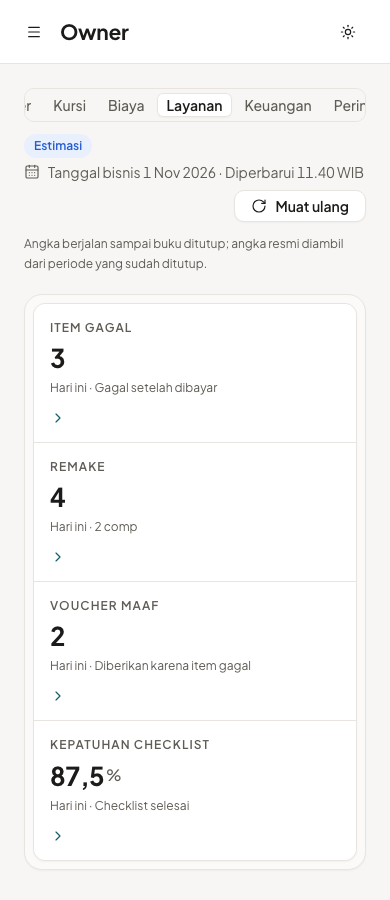 Owner
r Kursi Biaya Layanan Keuangan Perin
Estimasi
Tanggal bisnis 1 Nov 2026 · Diperbarui 11.40 WIB
Muat ulang
Angka berjalan sampai buku ditutup; angka resmi diambil
dari periode yang sudah ditutup.
ITEM GAGAL
3
Hari ini · Gagal setelah dibayar
REMAKE
4
Hari ini · 2 comp
VOUCHER MAAF
2
Hari ini · Diberikan karena item gagal
KEPATUHAN CHECKLIST
87,5%
Hari ini · Checklist selesai